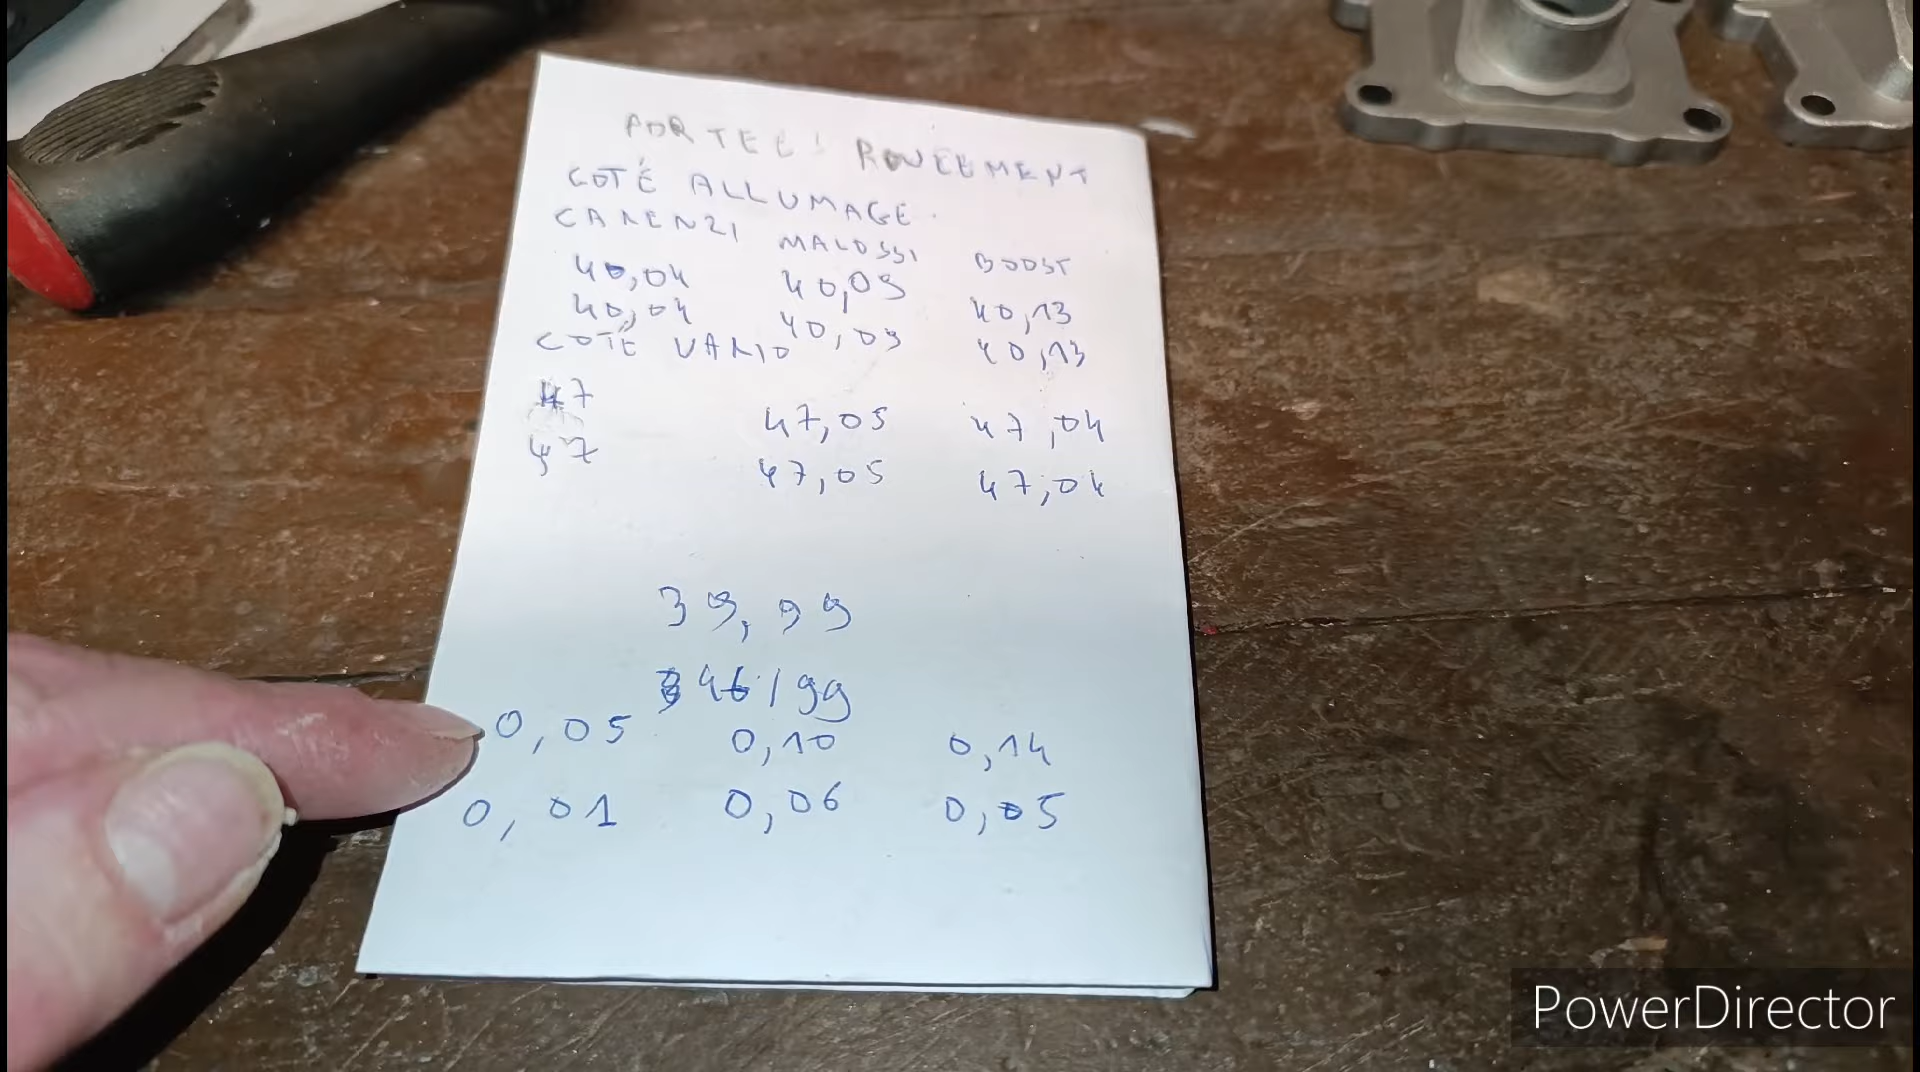 PORTEE ROULEMENT
COTÉ ALLUMAGE
CARENZI MALOSSI BOOST
40,04 40,09 40,13
40,04 40,09 40,13
COTÉ VARIO
47 47,05 47,04
47 47,05 47,04
39,99
46,99
0,05 0,10 0,14
0,01 0,06 0,05
PowerDirector